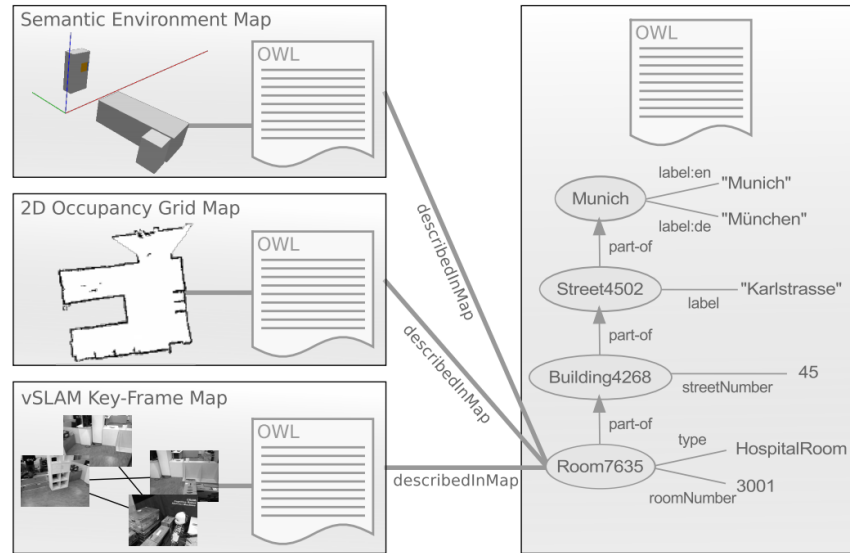 Semantic Environment Map
OWL
2D Occupancy Grid Map
OWL
vSLAM Key-Frame Map
OWL
describedInMap
describedInMap
describedInMap
OWL
Munich
label:en
"Munich"
label:de
"München"
part-of
Street4502
label
"Karlstrasse"
part-of
Building4268
streetNumber
45
part-of
Room7635
type
HospitalRoom
roomNumber
3001